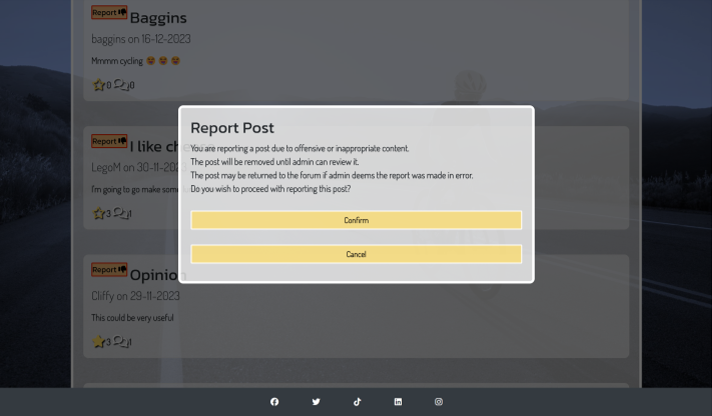 Report
Baggins
baggins on 16-12-2023
Mmmm cycling
0 0
Report Post
You are reporting a post due to offensive or inappropriate content.
The post will be removed until admin can review it.
The post may be returned to the forum if admin deems the report was made in error.
Do you wish to proceed with reporting this post?
Confirm
Cancel
Report
I like ch
LegoM on 30-11-2023
I'm going to go make some
3 1
Report
Opinion
Cliffy on 29-11-2023
This could be very useful
3 1